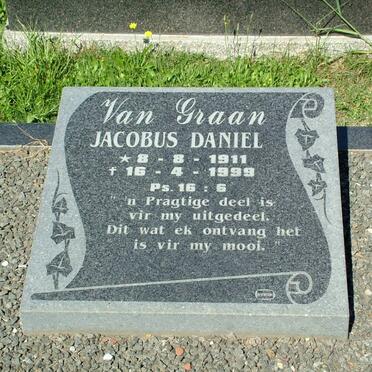 Van Graan
JACOBUS DANIEL
★ 8 - 8 - 1911
† 16 - 4 - 1999
Ps. 16 : 6
" 'n Pragtige deel is
vir my uitgedeel.
Dit wat ek ontvang het
is vir my mooi. "